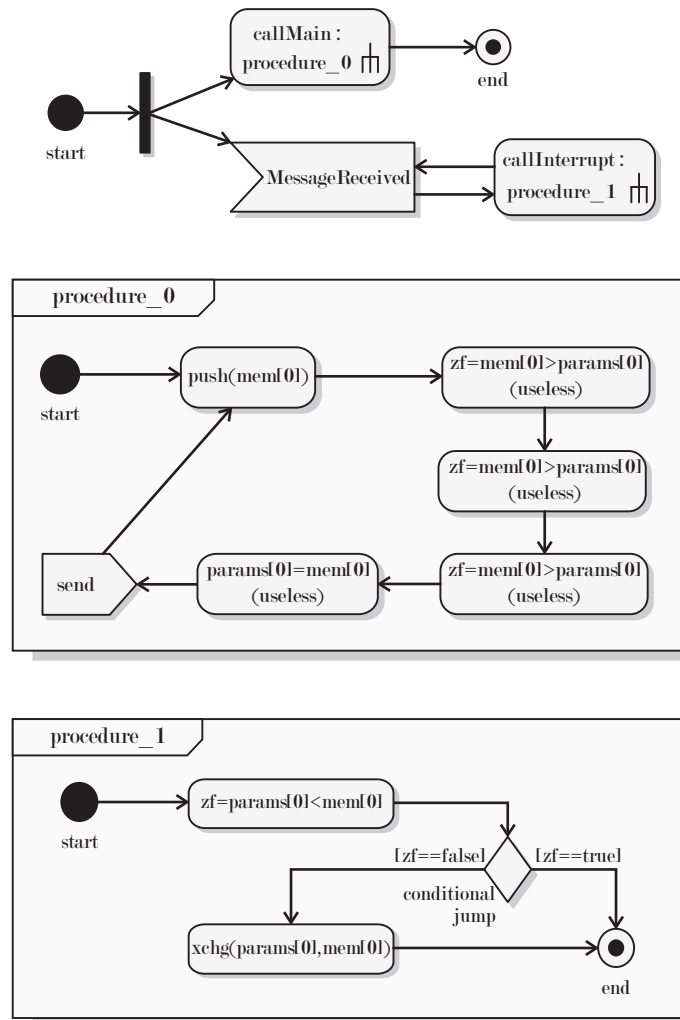 callMain:
procedure_0
end
start
MessageReceived
callInterrupt:
procedure_1
procedure_0
start
push(mem[0])
zf=mem[0]>params[0]
(useless)
zf=mem[0]>params[0]
(useless)
zf=mem[0]>params[0]
(useless)
params[0]=mem[0]
(useless)
send
procedure_1
start
zf=params[0]<mem[0]
[zf==false]
[zf==true]
conditional
jump
xchg(params[0],mem[0])
end